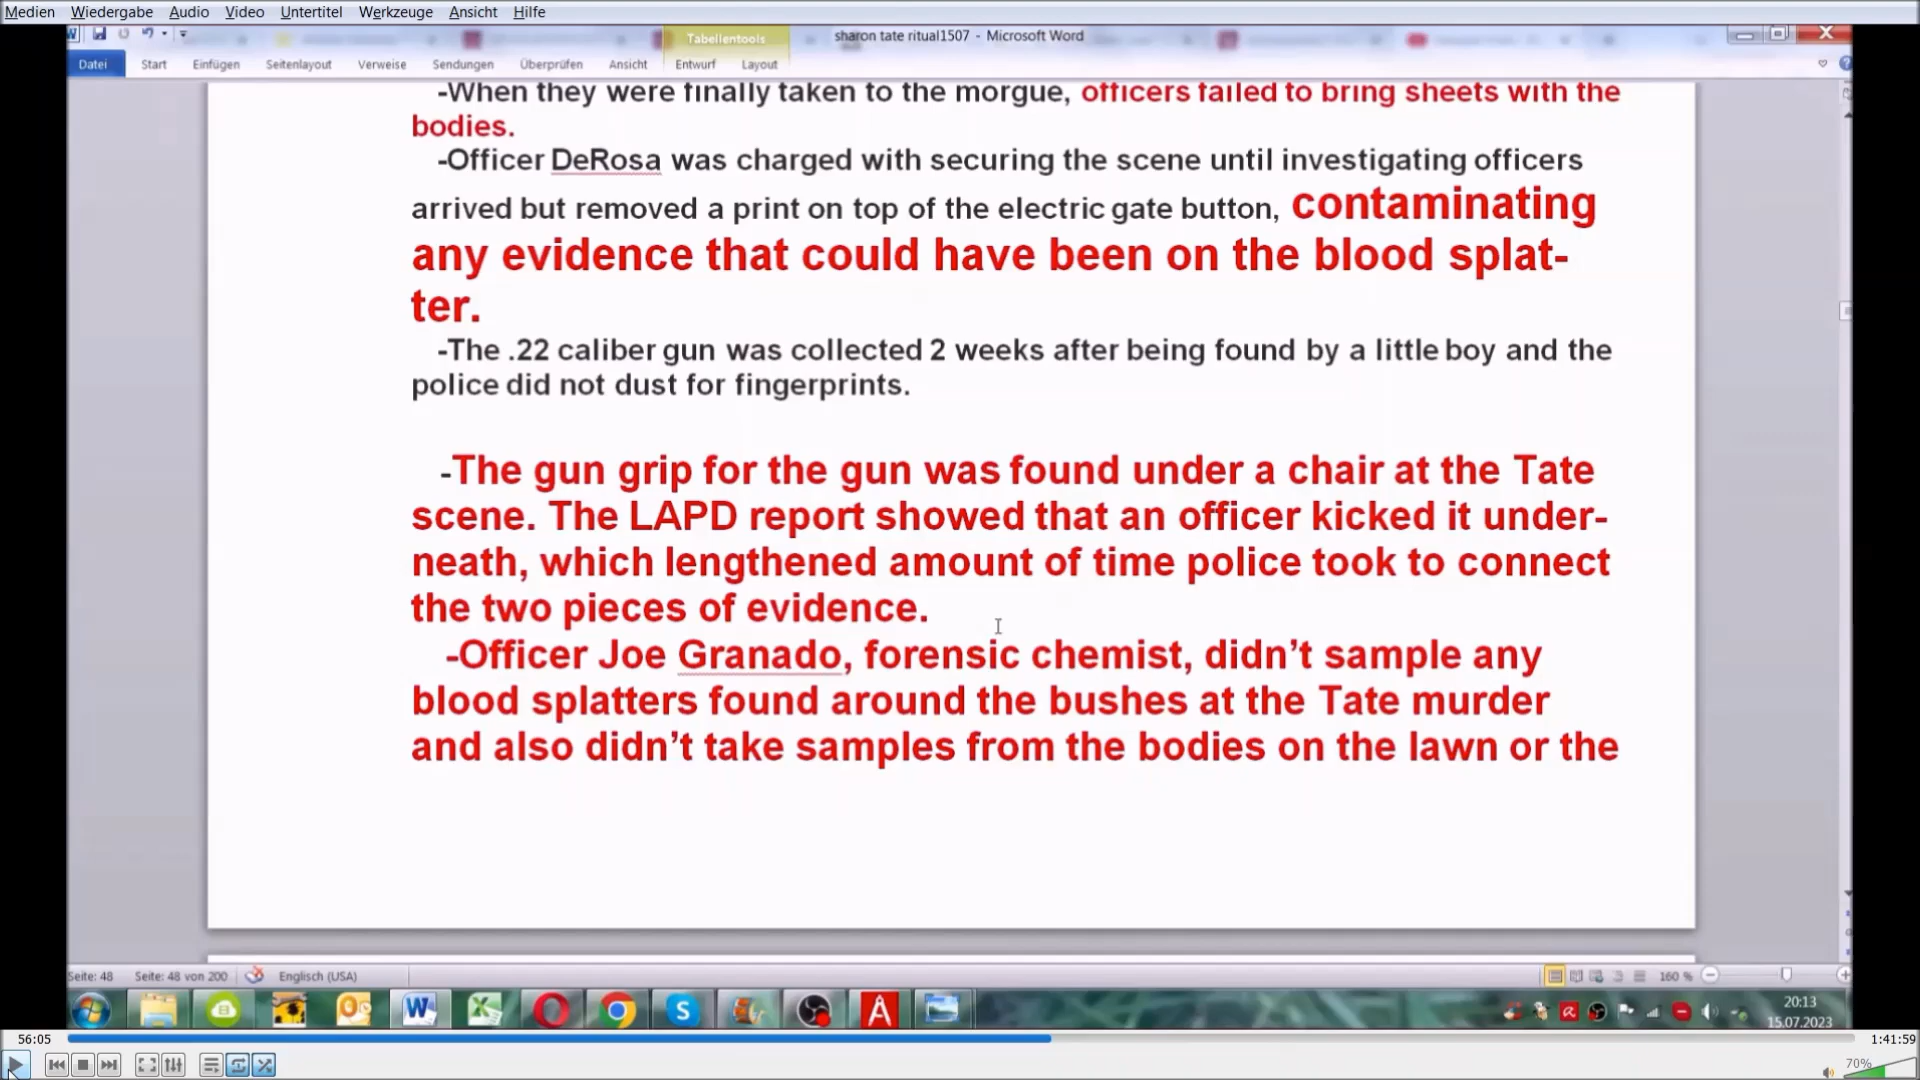 Medien Wiedergabe Audio Video Untertitel Werkzeuge Ansicht Hilfe
Tabellentools
sharon tate ritual1507 - Microsoft Word
Datei Start Einfügen Seitenlayout Verweise Sendungen Überprüfen Ansicht Entwurf Layout
-When they were finally taken to the morgue, officers failed to bring sheets with the
bodies.
-Officer DeRosa was charged with securing the scene until investigating officers
arrived but removed a print on top of the electric gate button, contaminating
any evidence that could have been on the blood splat-
ter.
-The .22 caliber gun was collected 2 weeks after being found by a little boy and the
police did not dust for fingerprints.
-The gun grip for the gun was found under a chair at the Tate
scene. The LAPD report showed that an officer kicked it under-
neath, which lengthened amount of time police took to connect
the two pieces of evidence.
-Officer Joe Granado, forensic chemist, didn’t sample any
blood splatters found around the bushes at the Tate murder
and also didn’t take samples from the bodies on the lawn or the
Seite: 48 Seite: 48 von 200 Englisch (USA) 160 %
20:13
15.07.2023
56:05 1:41:59
70%